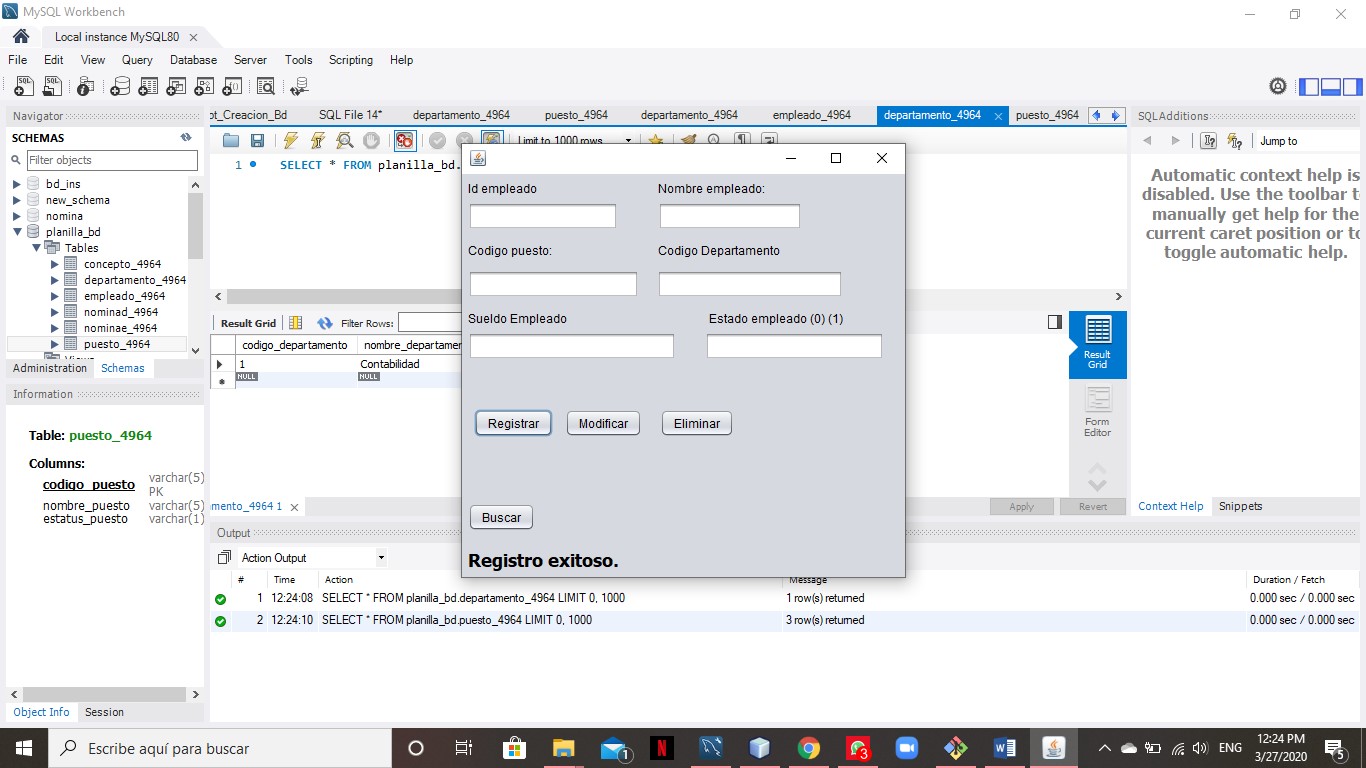 MySQL Workbench
Local instance MySQL80
File Edit View Query Database Server Tools Scripting Help
Navigator
SCHEMAS
Filter objects
bd_ins
new_schema
nomina
planilla_bd
Tables
concepto_4964
departamento_4964
empleado_4964
nominad_4964
nominae_4964
puesto_4964
Administration Schemas
Information
Table: puesto_4964
Columns:
codigo_puesto varchar(5) PK
nombre_puesto varchar(5)
estatus_puesto varchar(1)
Object Info Session
pt_Creacion_Bd SQL File 14* departamento_4964 puesto_4964 departamento_4964 empleado_4964 departamento_4964 puesto_4964
Limit to 1000 rows
1 SELECT * FROM planilla_bd.
Id empleado Nombre empleado:
Codigo puesto: Codigo Departamento
Sueldo Empleado Estado empleado (0) (1)
Registrar Modificar Eliminar
Buscar
Registro exitoso.
Result Grid Filter Rows:
codigo_departamento nombre_departamen
1 Contabilidad
NULL NULL
Result Grid
Form Editor
amento_4964 1
Apply Revert
SQLAdditions
Jump to
Automatic context help is
disabled. Use the toolbar t
manually get help for the
current caret position or to
toggle automatic help.
Context Help Snippets
Output
Action Output
# Time Action Message Duration / Fetch
1 12:24:08 SELECT * FROM planilla_bd.departamento_4964 LIMIT 0, 1000 1 row(s) returned 0.000 sec / 0.000 sec
2 12:24:10 SELECT * FROM planilla_bd.puesto_4964 LIMIT 0, 1000 3 row(s) returned 0.000 sec / 0.000 sec
Escribe aquí para buscar
1
3
ENG
12:24 PM
3/27/2020
5